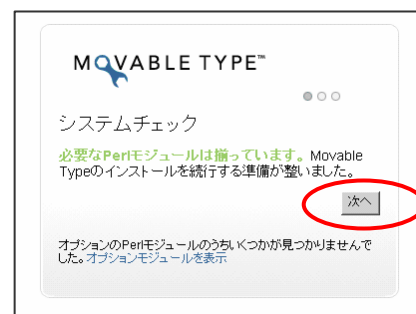 MOVABLE TYPE™
システムチェック
必要なPerlモジュールは揃っています。Movable
Typeのインストールを続行する準備が整いました。
次へ
オプションのPerlモジュールのうちいくつかが見つかりませんで
した。オプションモジュールを表示